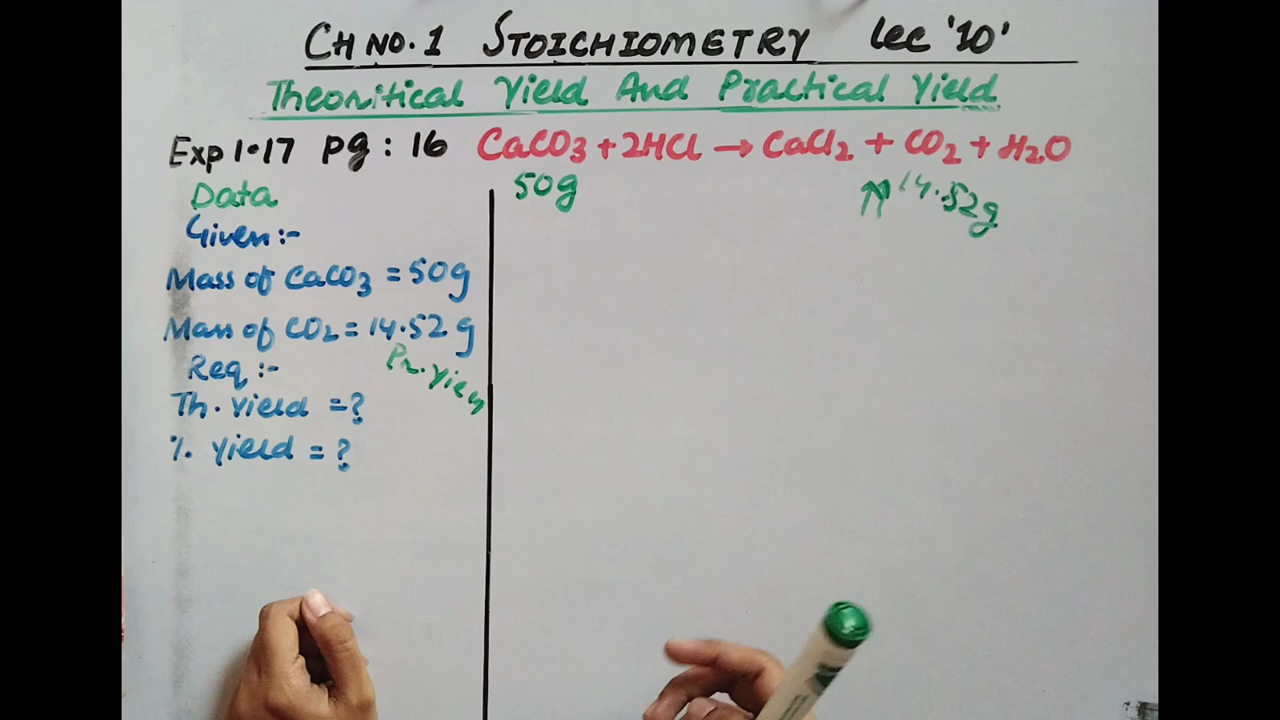 CH NO. 1 STOICHIOMETRY Lec '10'
Theoritical Yield And Practical Yield
Exp 1.17 Pg : 16 CaCO3 + 2HCl → CaCl2 + CO2 + H2O
50g ↑ 14.52g
Data
Given :-
Mass of CaCO3 = 50g
Mass of CO2 = 14.52 g
Pr. yield
Req :-
Th. yield = ?
% yield = ?